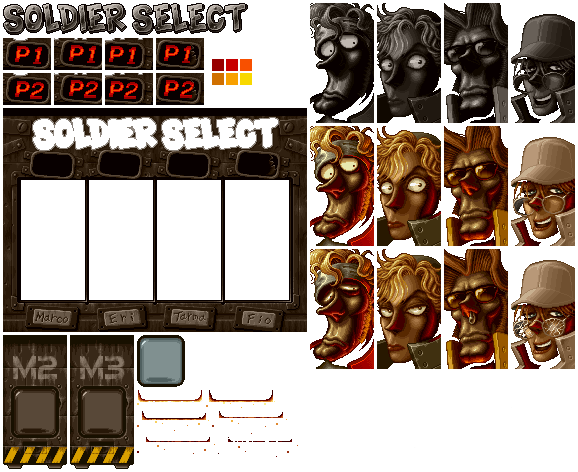 SOLDIER SELECT
P1 P1 P1 P1
P2 P2 P2 P2
SOLDIER SELECT
Marco Eri Tarma Fio
M2 M3